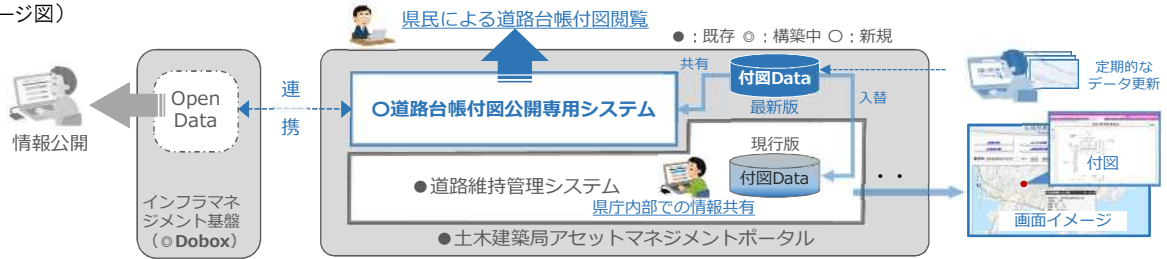 ージ図）
県民による道路台帳付図閲覧
●：既存 ◎：構築中 〇：新規
情報公開
Open
Data
インフラマネ
ジメント基盤
（◎Dobox）
連
携
〇道路台帳付図公開専用システム
共有
付図Data
最新版
入替
定期的な
データ更新
現行版
付図Data
●道路維持管理システム
県庁内部での情報共有
・・
●土木建築局アセットマネジメントポータル
付図
画面イメージ